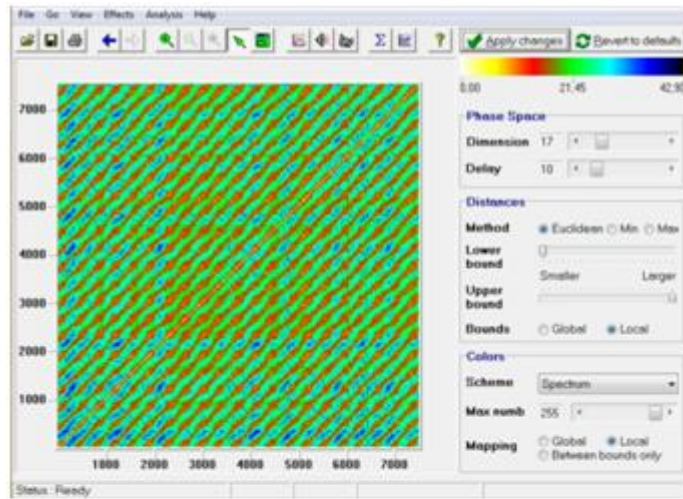 File Go View Effects Analysis Help
Apply changes Revert to defaults
0.00 21.45 42.90
Phase Space
Dimension 17
Delay 10
Distances
Method Euclidean Min Max
Lower bound
Smaller Larger
Upper bound
Bounds Global Local
Colors
Scheme Spectrum
Max numb 255
Mapping Global Local
Between bounds only
7000
6000
5000
4000
3000
2000
1000
1000 2000 3000 4000 5000 6000 7000
Status : Ready